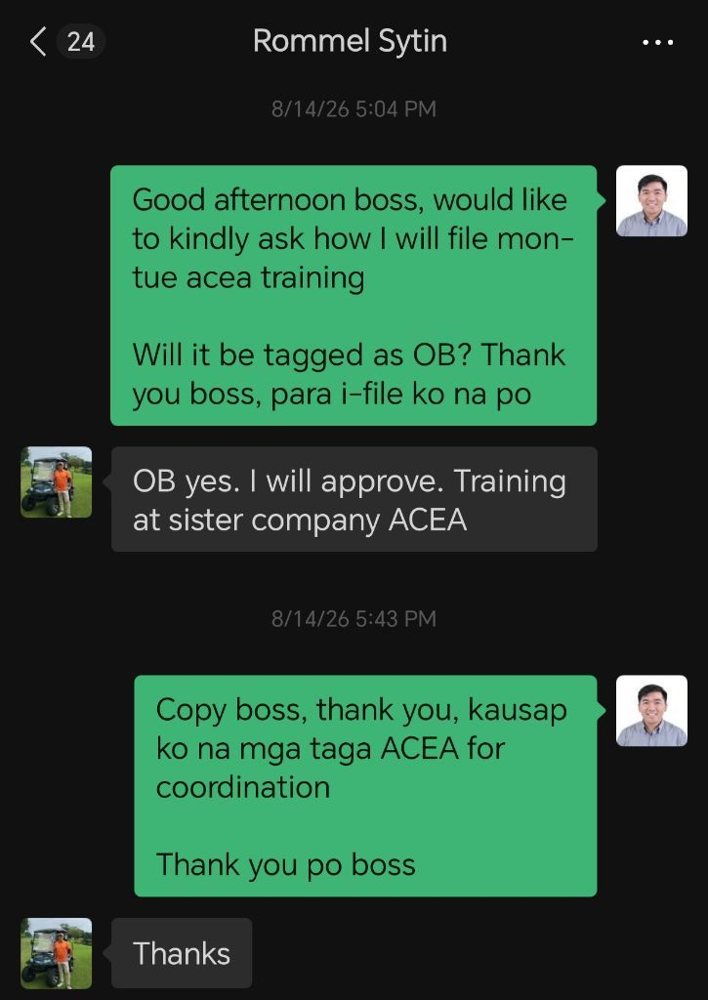 24
Rommel Sytin
...
8/14/26 5:04 PM
Good afternoon boss, would like
to kindly ask how I will file mon-
tue acea training
Will it be tagged as OB? Thank
you boss, para i-file ko na po
OB yes. I will approve. Training
at sister company ACEA
8/14/26 5:43 PM
Copy boss, thank you, kausap
ko na mga taga ACEA for
coordination
Thank you po boss
Thanks